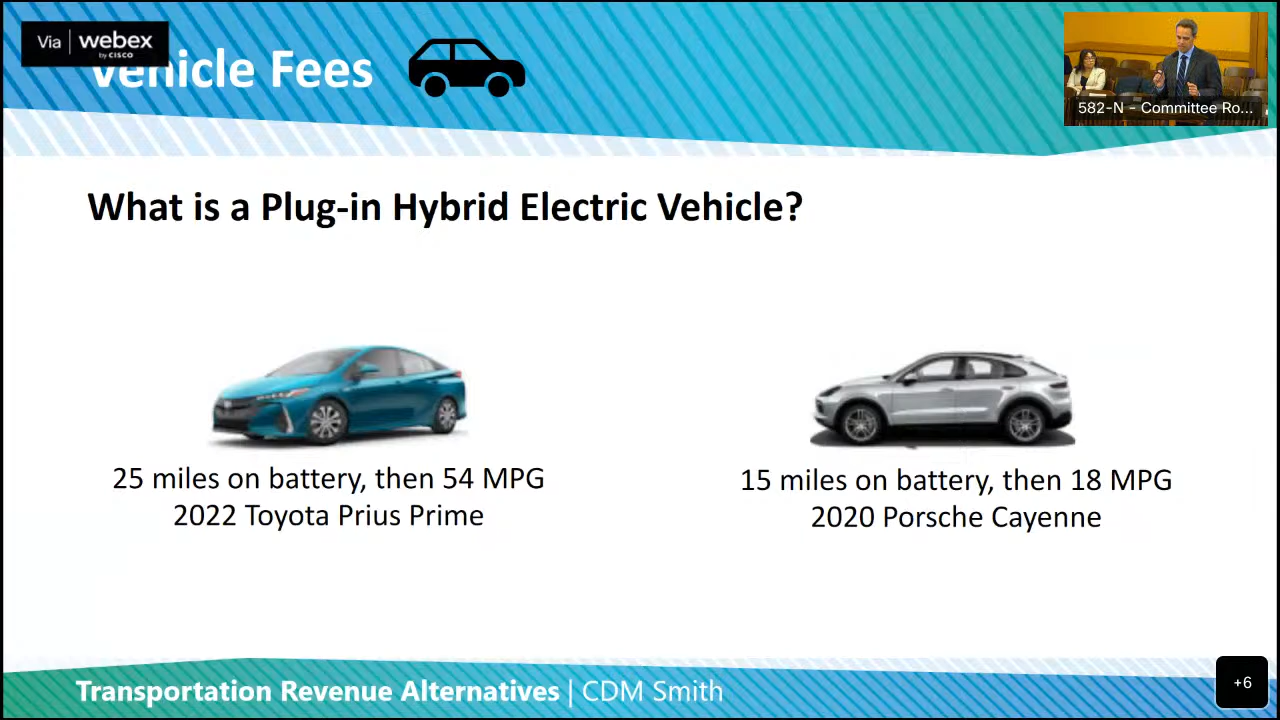 Via webex
by CISCO
Vehicle Fees
582-N - Committee Ro...
What is a Plug-in Hybrid Electric Vehicle?
25 miles on battery, then 54 MPG
2022 Toyota Prius Prime
15 miles on battery, then 18 MPG
2020 Porsche Cayenne
Transportation Revenue Alternatives | CDM Smith
+6